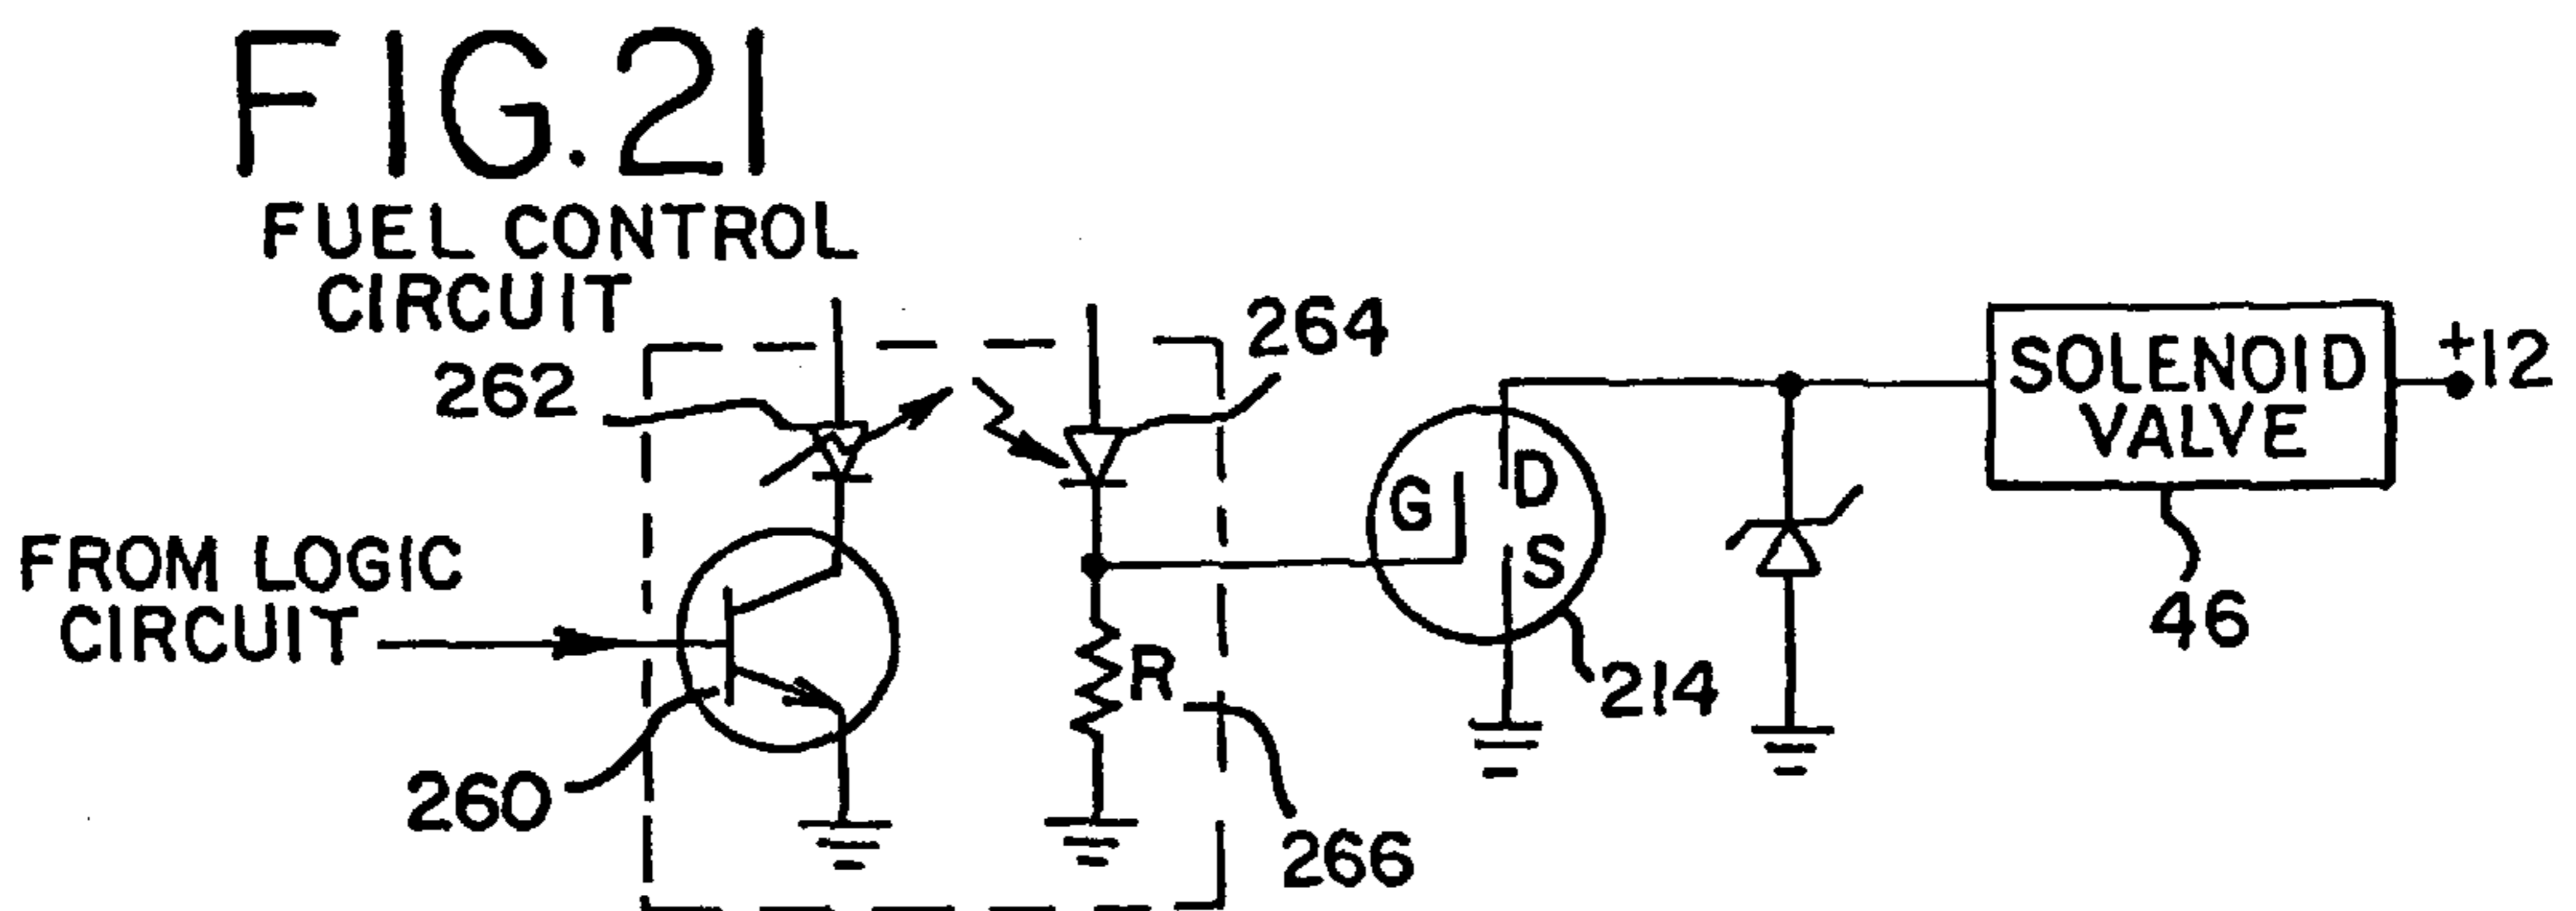 FIG.21
FUEL CONTROL
CIRCUIT
262
264
SOLENOID
VALVE
+12
G
D
S
FROM LOGIC
CIRCUIT
R
46
214
260
266